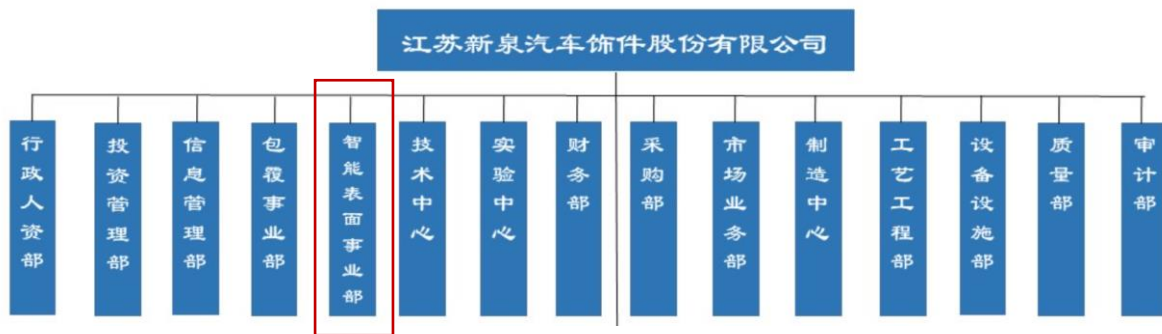 江苏新泉汽车饰件股份有限公司
行政人资部
投资管理部
信息管理部
包覆事业部
智能表面事业部
技术中心
实验中心
财务部
采购部
市场业务部
制造中心
工艺工程部
设备设施部
质量部
审计部